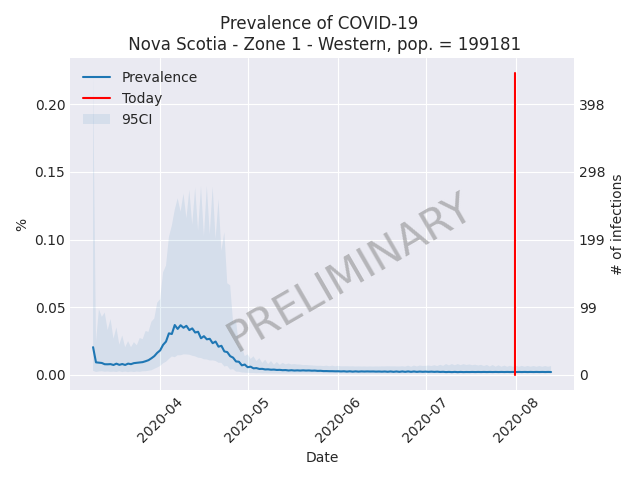 Prevalence of COVID-19
Nova Scotia - Zone 1 - Western, pop. = 199181
Prevalence
Today
95CI
0.20
0.15
0.10
0.05
0.00
%
398
298
199
99
0
# of infections
PRELIMINARY
2020-04
2020-05
2020-06
2020-07
2020-08
Date